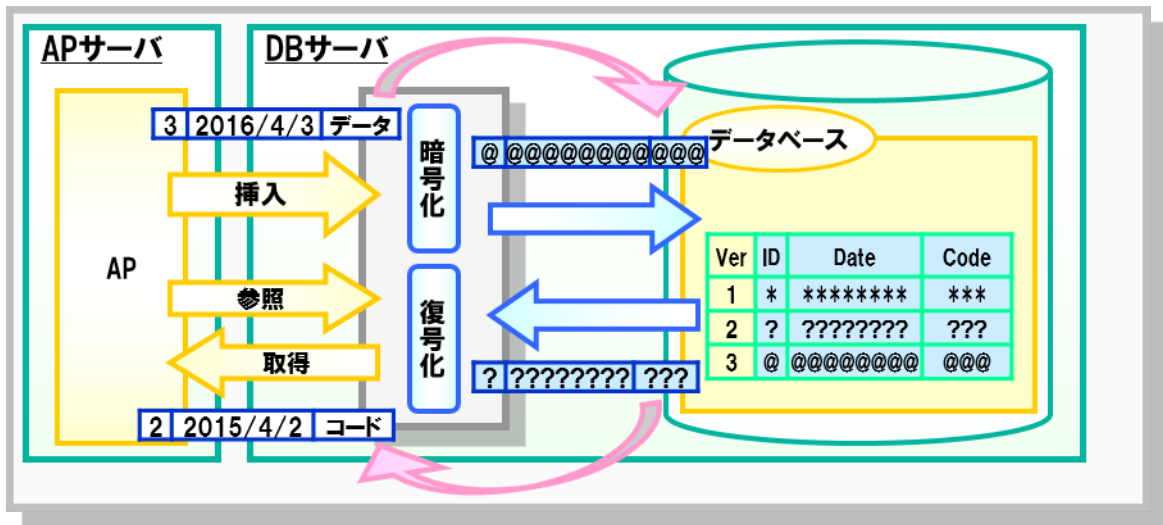 APサーバ
DBサーバ
3 2016/4/3 データ
暗号化
@ @@@@@@@@ @@@
データベース
挿入
AP
参照
取得
復号化
Ver ID Date Code
1 * ******** ***
2 ? ???????? ???
3 @ @@@@@@@@ @@@
? ???????? ???
2 2015/4/2 コード